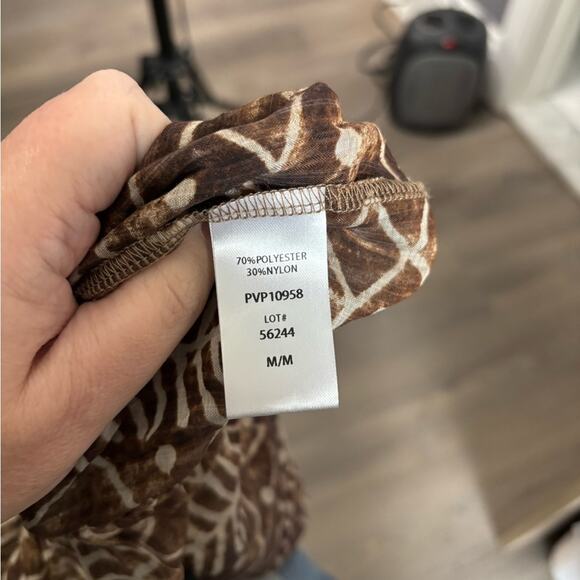 70%POLYESTER
30%NYLON
PVP10958
LOT#
56244
M/M